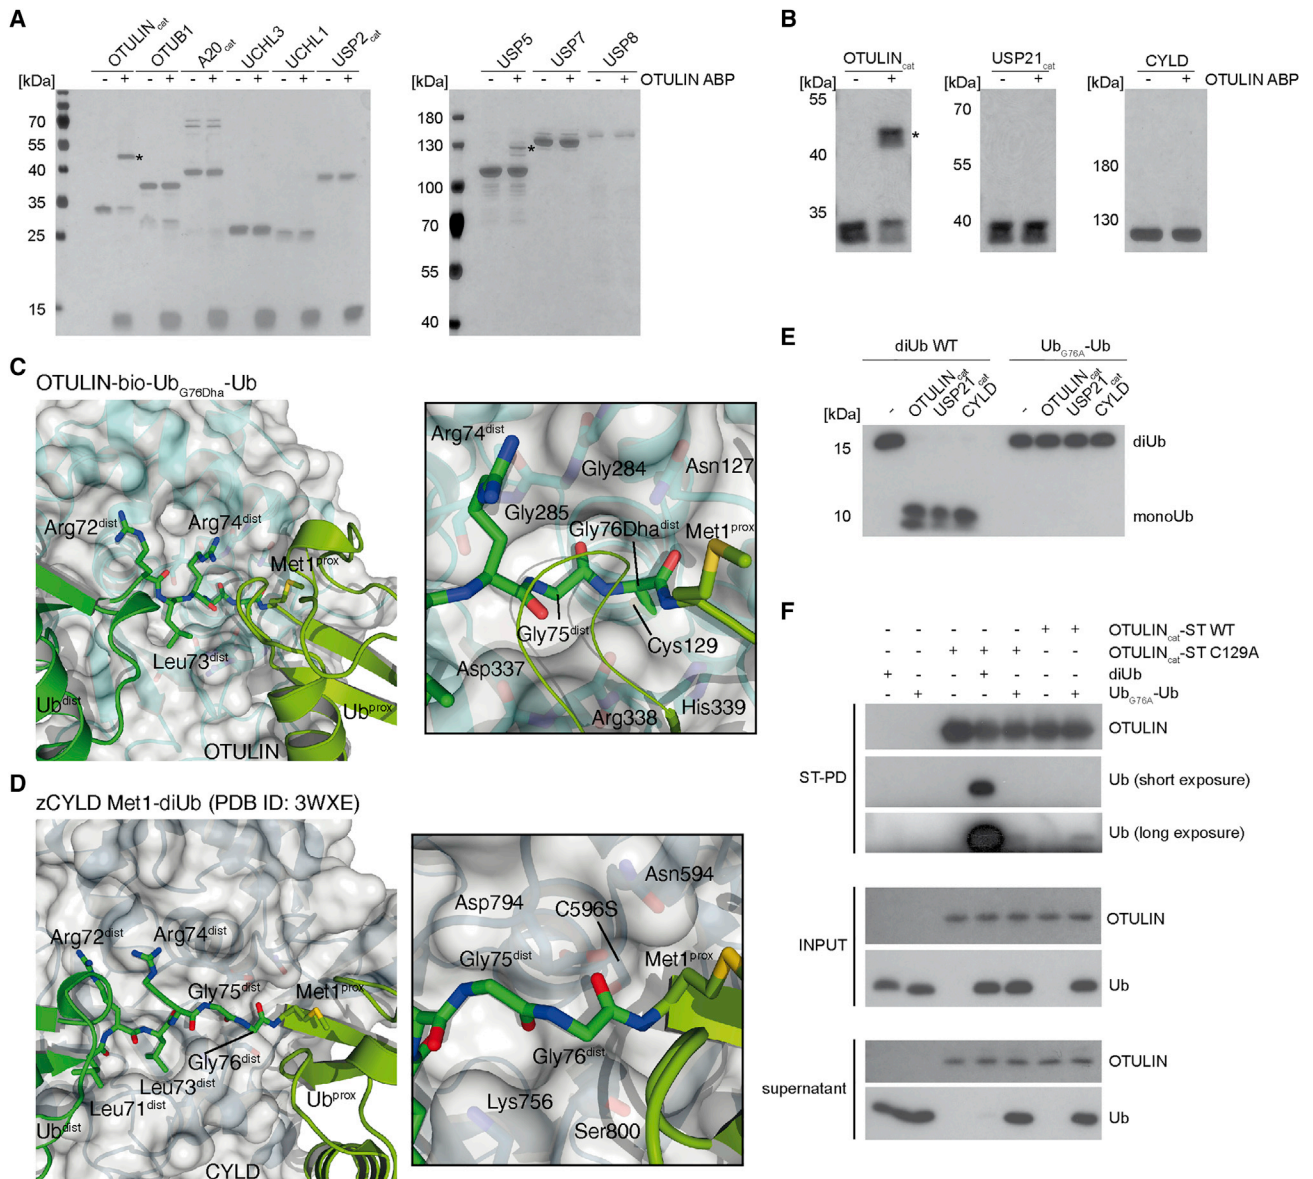 A
OTULINcat
OTUB1
A20cat
UCHL3
UCHL1
USP2cat
[kDa] - + - + - + - + - + - +
70
55
40
*
35
25
15
USP5
USP7
USP8
- + - + - + OTULIN ABP
[kDa]
180
130
*
100
70
55
40
B
OTULINcat
[kDa] - +
55
40
35
*
USP21cat
[kDa] - +
70
55
40
CYLD
[kDa] - + OTULIN ABP
180
130
C
OTULIN-bio-UbG76Dha-Ub
Arg72dist
Arg74dist
Met1prox
Leu73dist
Ubdist
Ubprox
OTULIN
Arg74dist
Gly284
Asn127
Gly285
Gly76Dhadist
Met1prox
Gly75dist
Cys129
Asp337
Arg338
His339
D
zCYLD Met1-diUb (PDB ID: 3WXE)
Arg72dist
Arg74dist
Gly75dist
Met1prox
Gly76dist
Leu73dist
Leu71dist
Ubprox
Ubdist
CYLD
Asn594
Asp794
C596S
Gly75dist
Met1prox
Gly76dist
Lys756
Ser800
E
diUb WT
UbG76A-Ub
- OTULINcat USP21cat CYLD - OTULINcat USP21cat CYLD
[kDa]
15
diUb
10
monoUb
F
- - - - - + + OTULINcat-ST WT
- - + + + - - OTULINcat-ST C129A
+ - - + - - - diUb
- + - - + - + UbG76A-Ub
OTULIN
ST-PD
Ub (short exposure)
Ub (long exposure)
OTULIN
INPUT
Ub
OTULIN
supernatant
Ub